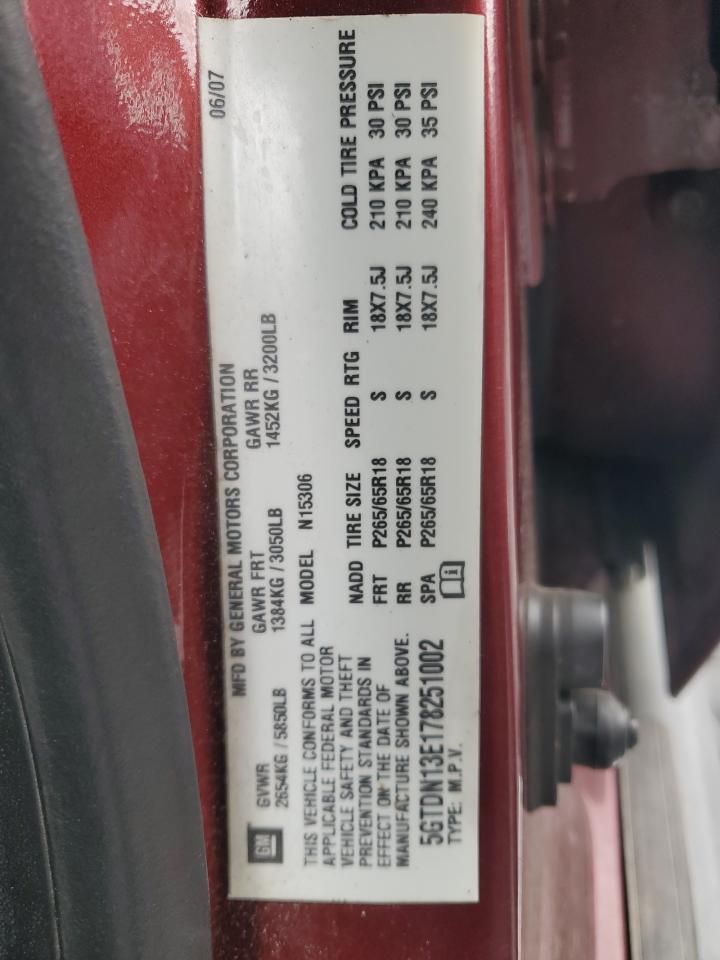 MFD BY GENERAL MOTORS CORPORATION 06/07
GM
GVWR GAWR FRT GAWR RR
2654KG / 5850LB 1384KG / 3050LB 1452KG / 3200LB
THIS VEHICLE CONFORMS TO ALL
APPLICABLE FEDERAL MOTOR
VEHICLE SAFETY AND THEFT
PREVENTION STANDARDS IN
EFFECT ON THE DATE OF
MANUFACTURE SHOWN ABOVE.
5GTDN13E178251002
TYPE: M.P.V.
MODEL N15306
NADD TIRE SIZE SPEED RTG RIM COLD TIRE PRESSURE
FRT P265/65R18 S 18X7.5J 210 KPA 30 PSI
RR P265/65R18 S 18X7.5J 210 KPA 30 PSI
SPA P265/65R18 S 18X7.5J 240 KPA 35 PSI
i